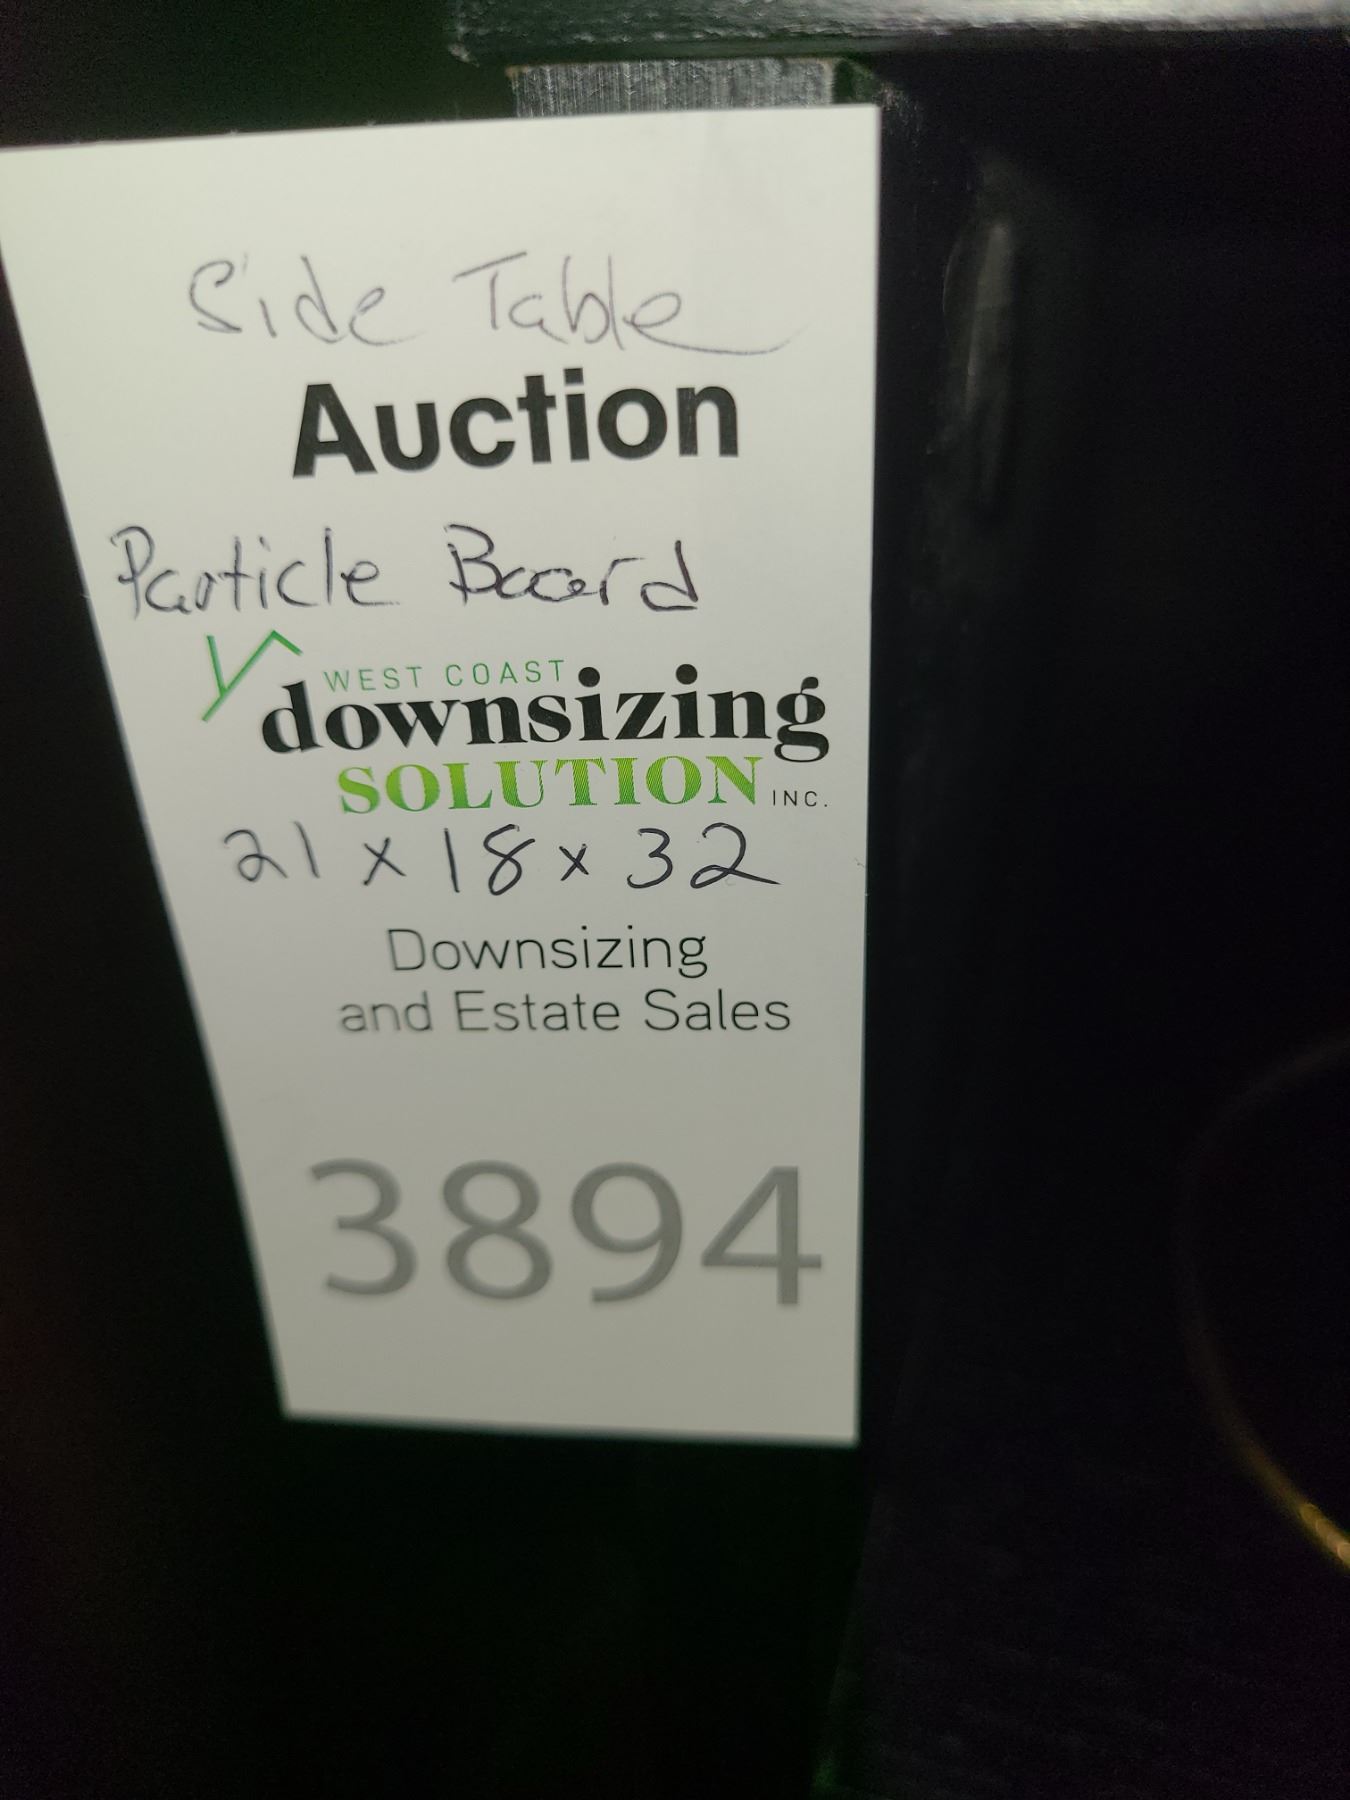 Side Table
Auction
Particle Board
WEST COAST
downsizing
SOLUTION INC.
21 x 18 x 32
Downsizing
and Estate Sales
3894